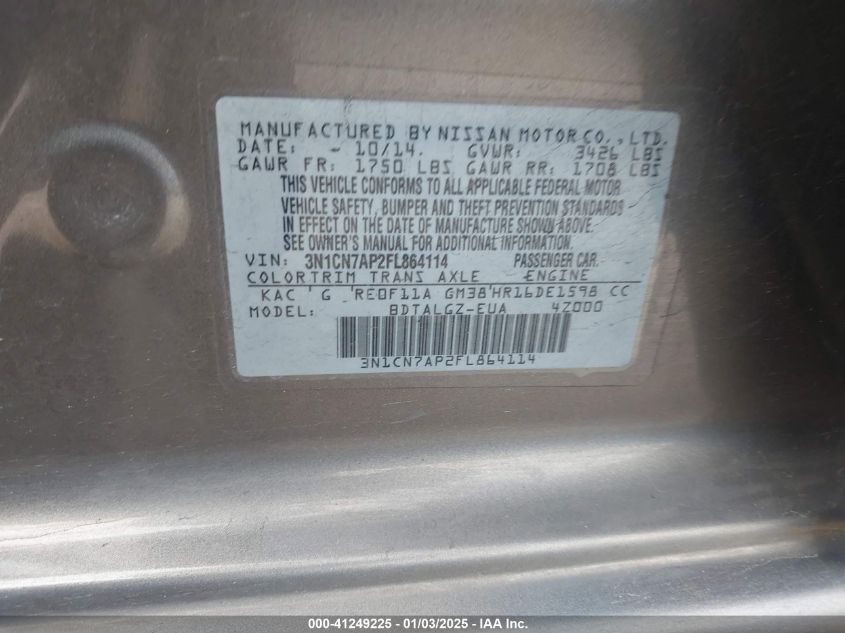 MANUFACTURED BY NISSAN MOTOR CO., LTD.
DATE: - 10/14. GVWR: 3426 LBS
GAWR FR: 1750 LBS GAWR RR: 1708 LBS
THIS VEHICLE CONFORMS TO ALL APPLICABLE FEDERAL MOTOR
VEHICLE SAFETY, BUMPER AND THEFT PREVENTION STANDARDS
IN EFFECT ON THE DATE OF MANUFACTURE SHOWN ABOVE.
SEE OWNER'S MANUAL FOR ADDITIONAL INFORMATION.
VIN: 3N1CN7AP2FL864114 PASSENGER CAR.
COLOR TRIM TRANS AXLE ENGINE
KAC ' G 'RE0F11A GM38'HR16DE1598 CC
MODEL: BDTALGZ-EUA 4Z000
3N1CN7AP2FL864114
000-41249225 - 01/03/2025 - IAA Inc.